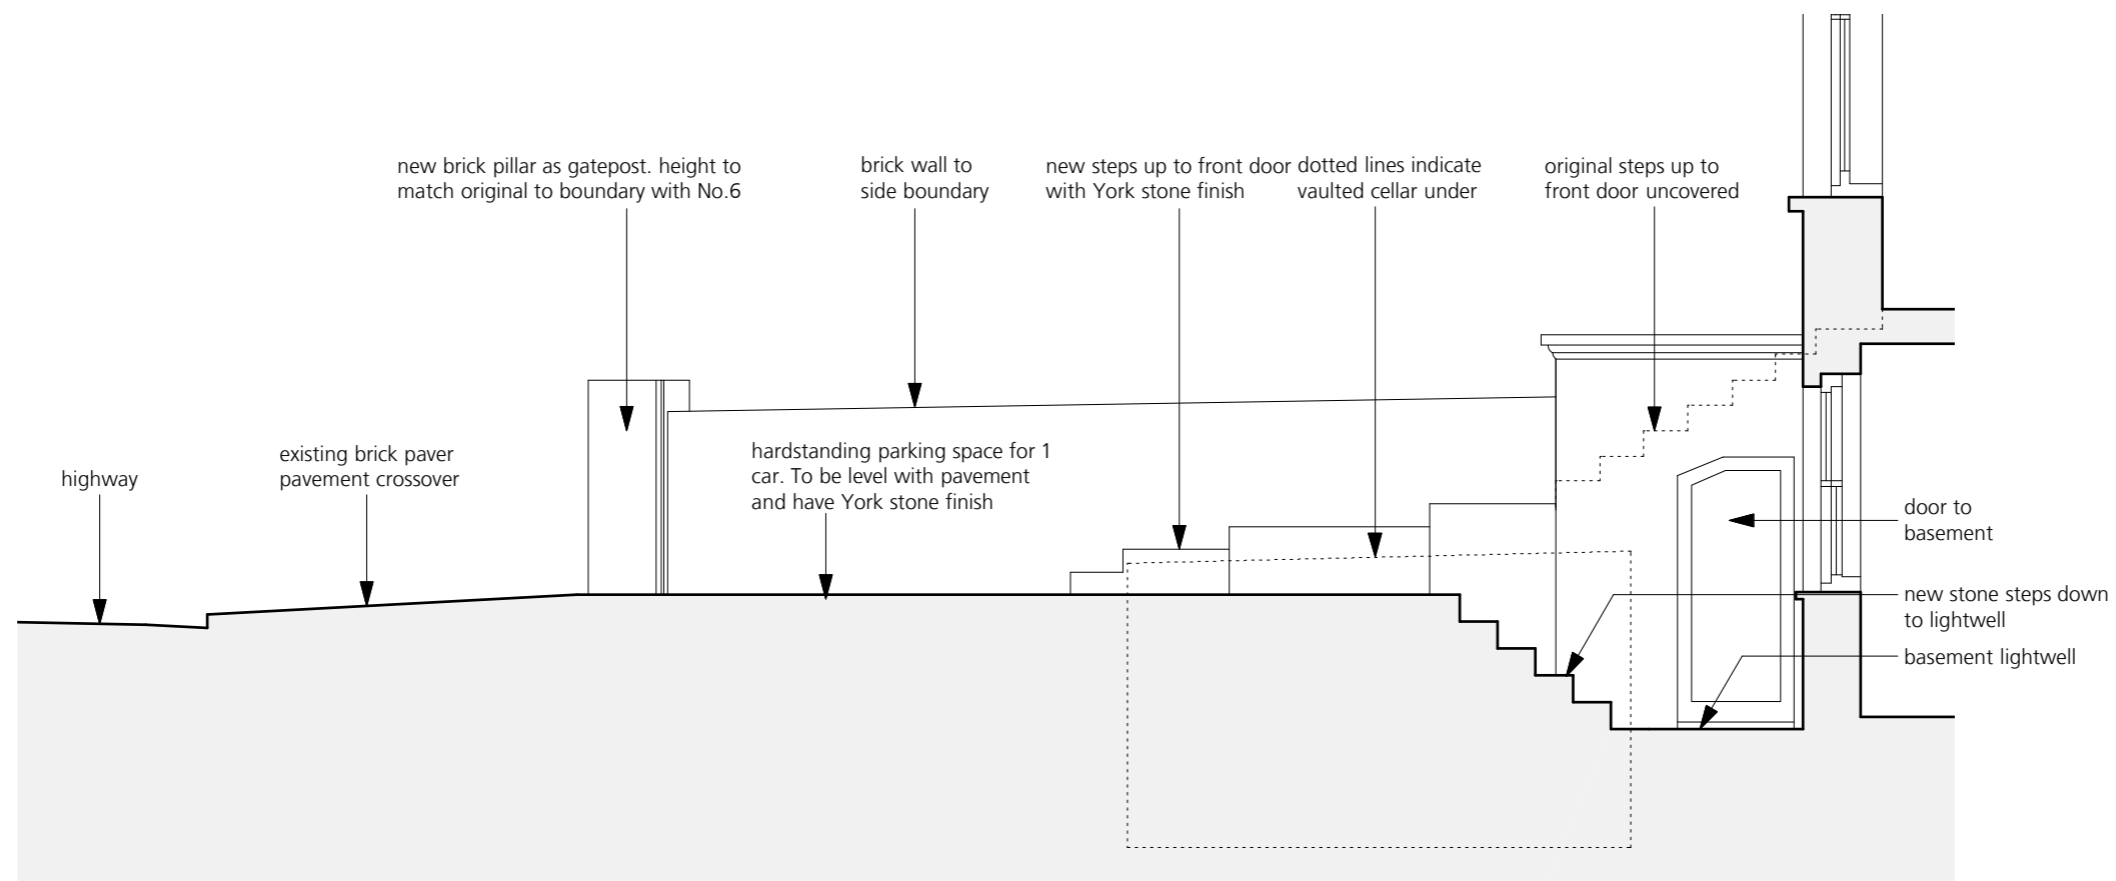 new brick pillar as gatepost. height to
match original to boundary with No.6
brick wall to
side boundary
new steps up to front door
with York stone finish
dotted lines indicate
vaulted cellar under
original steps up to
front door uncovered
highway
existing brick paver
pavement crossover
hardstanding parking space for 1
car. To be level with pavement
and have York stone finish
door to
basement
new stone steps down
to lightwell
basement lightwell